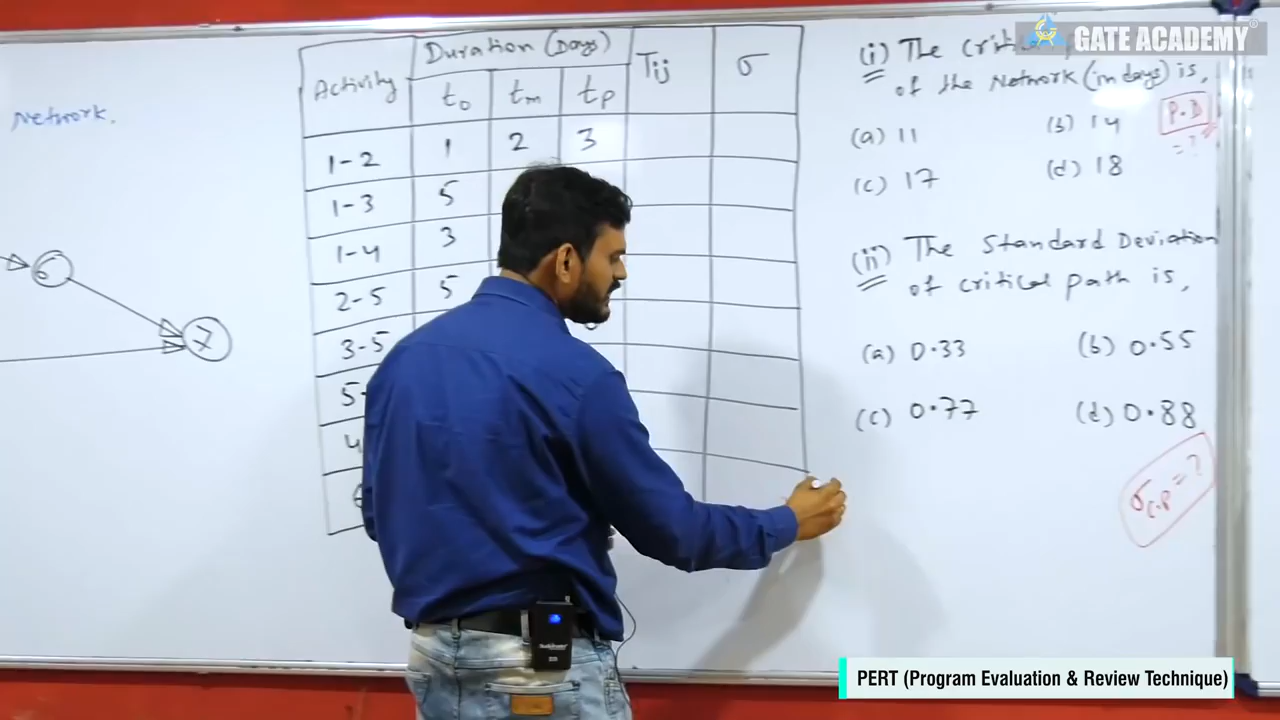 GATE ACADEMY
Network.
6
7
Activity Duration (Days) Tij σ
to tm tp
1-2 1 2 3
1-3 5
1-4 3
2-5 5
3-5
5-
4
(i) The
of the Network (in days) is,
P.D
= ?
(a) 11 (b) 14
(c) 17 (d) 18
(ii) The Standard Deviation
of critical path is,
(a) 0.33 (b) 0.55
(c) 0.77 (d) 0.88
σC.P = ?
PERT (Program Evaluation & Review Technique)